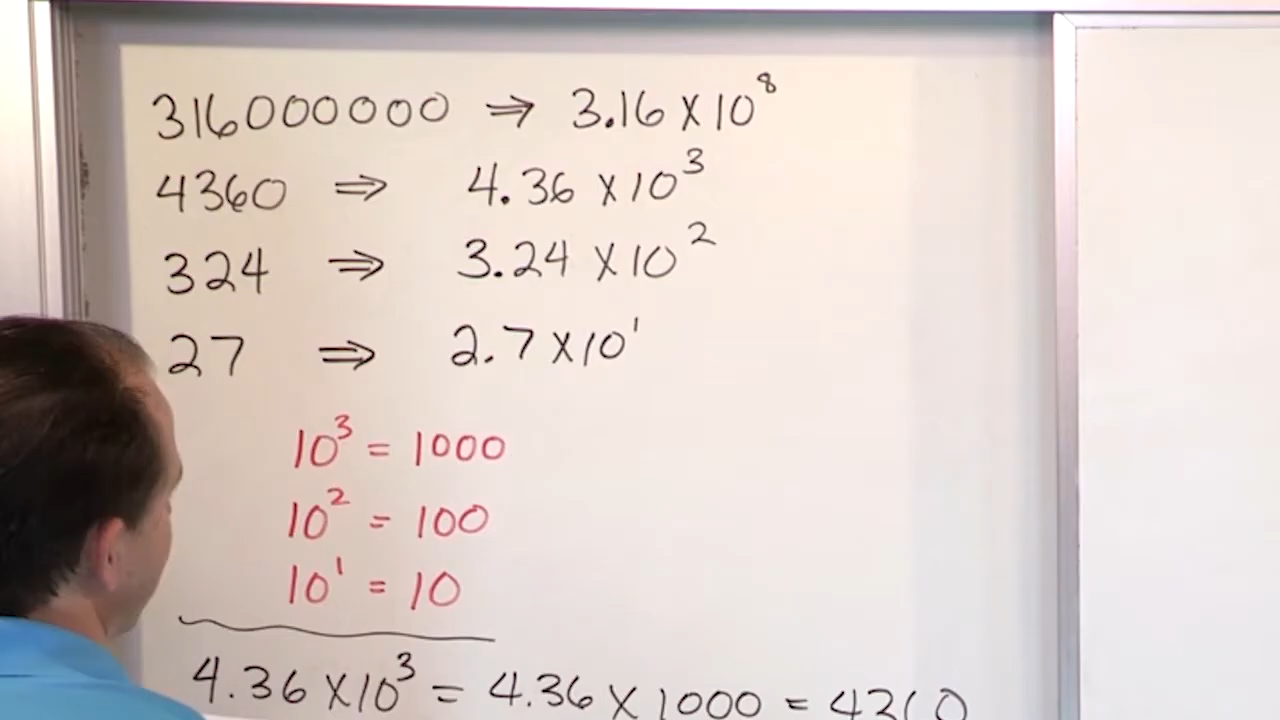 316000000 ⇒ 3.16 X 10⁸
4360 ⇒ 4.36 X 10³
324 ⇒ 3.24 X 10²
27 ⇒ 2.7 X 10¹
10³ = 1000
10² = 100
10¹ = 10
4.36 X 10³ = 4.36 X 1000 = 4360